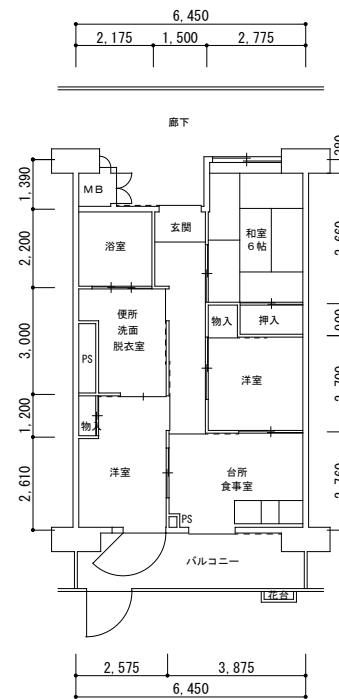 6,450
2,175
1,500
2,775
廊下
1,390
MB
玄関
和室
6帖
浴室
2,200
便所
洗面
脱衣室
物入
押入
3,000
PS
洋室
1,200
物入
洋室
台所
食事室
2,610
PS
バルコニー
花台
2,575
3,875
6,450